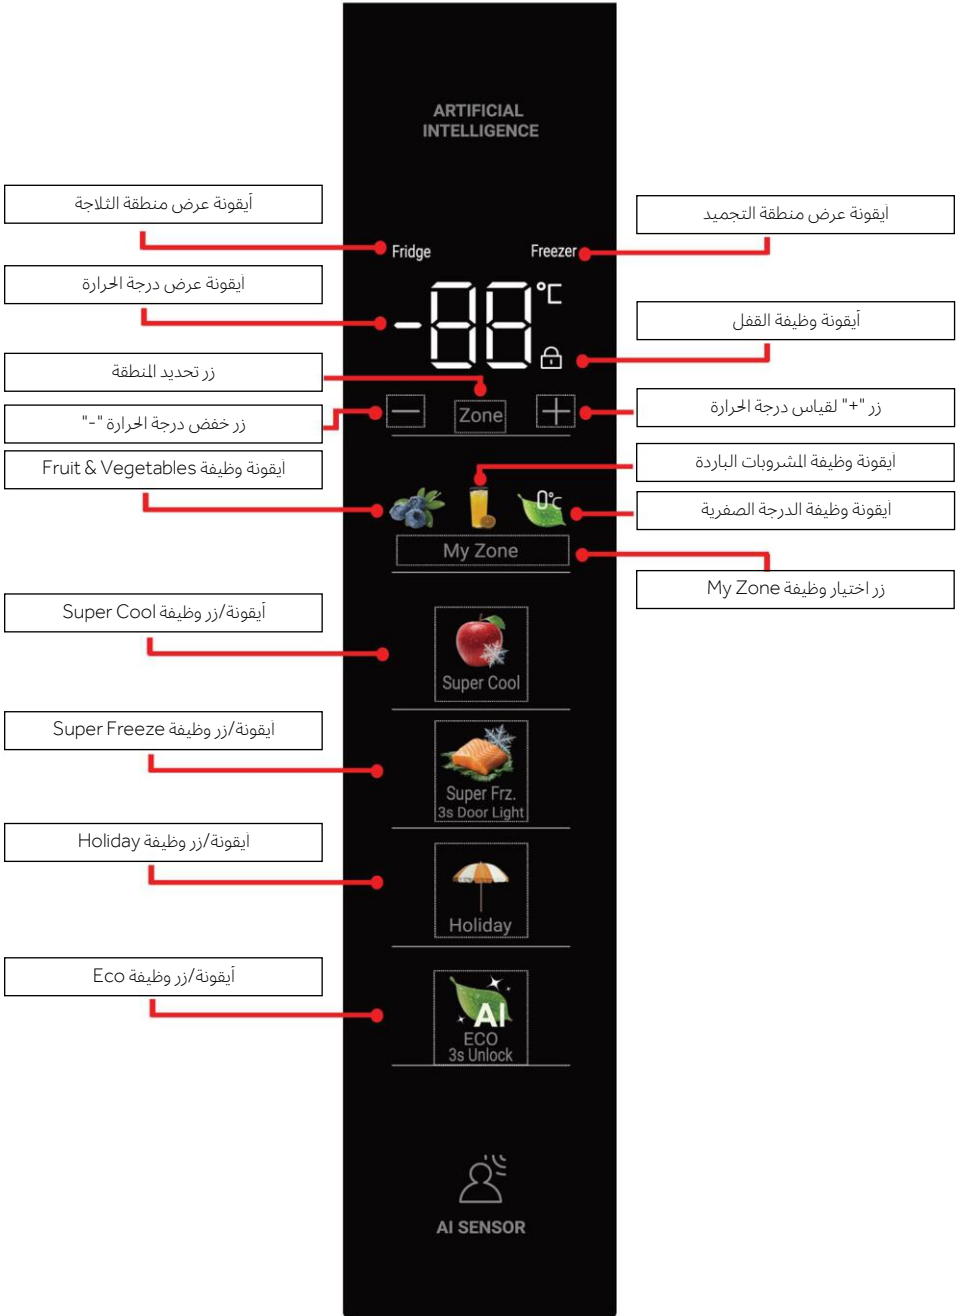 ARTIFICIAL
INTELLIGENCE
أيقونة عرض منطقة الثلاجة
أيقونة عرض منطقة التجميد
Fridge
Freezer
أيقونة عرض درجة الحرارة
-88 °C
أيقونة وظيفة القفل
زر تحديد المنطقة
زر "+" لقياس درجة الحرارة
زر خفض درجة الحرارة "-"
— Zone +
أيقونة وظيفة المشروبات الباردة
أيقونة وظيفة Fruit & Vegetables
0°c
أيقونة وظيفة الدرجة الصفرية
My Zone
زر اختيار وظيفة My Zone
أيقونة/زر وظيفة Super Cool
Super Cool
أيقونة/زر وظيفة Super Freeze
Super Frz.
3s Door Light
أيقونة/زر وظيفة Holiday
Holiday
أيقونة/زر وظيفة Eco
AI
ECO
3s Unlock
AI SENSOR